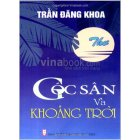 TRẦN ĐĂNG KHOA
Thơ
vinabook.com
GÓC SÂN
Và
KHOẢNG TRỜI